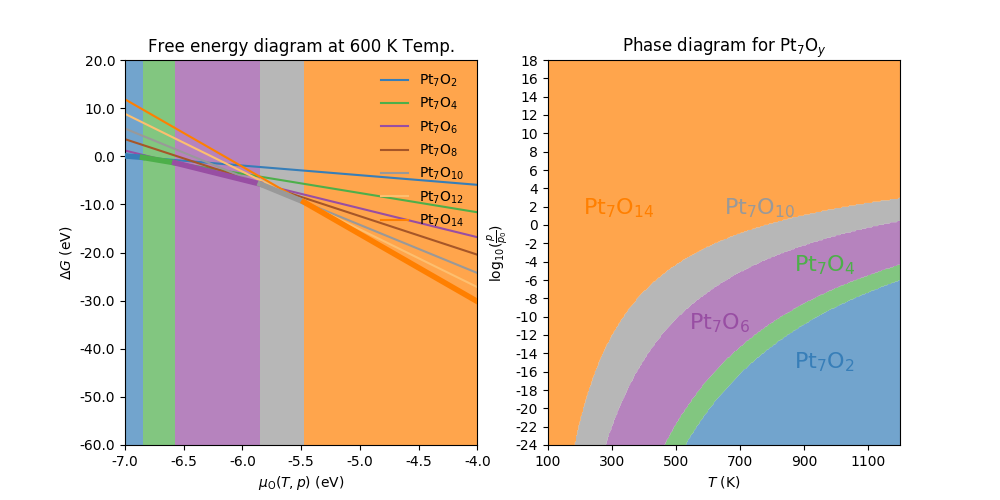 Free energy diagram at 600 K Temp.
20.0
10.0
0.0
-10.0
-20.0
-30.0
-40.0
-50.0
-60.0
ΔG (eV)
-7.0 -6.5 -6.0 -5.5 -5.0 -4.5 -4.0
μ_O(T, p) (eV)
Pt₇O₂
Pt₇O₄
Pt₇O₆
Pt₇O₈
Pt₇O₁₀
Pt₇O₁₂
Pt₇O₁₄
Phase diagram for Pt₇O_y
18
16
14
12
10
8
6
4
2
0
-2
-4
-6
-8
-10
-12
-14
-16
-18
-20
-22
-24
log₁₀(p/p₀)
100 300 500 700 900 1100
T (K)
Pt₇O₁₄
Pt₇O₁₀
Pt₇O₄
Pt₇O₆
Pt₇O₂